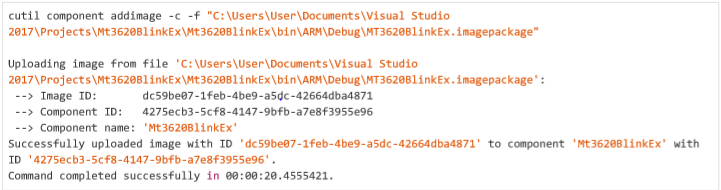 cutil component addimage -c -f "C:\Users\User\Documents\Visual Studio
2017\Projects\Mt3620BlinkEx\Mt3620BlinkEx\bin\ARM\Debug\MT3620BlinkEx.imagepackage"
Uploading image from file 'C:\Users\User\Documents\Visual Studio
2017\Projects\Mt3620BlinkEx\Mt3620BlinkEx\bin\ARM\Debug\MT3620BlinkEx.imagepackage':
--> Image ID: dc59be07-1feb-4be9-a5dc-42664dba4871
--> Component ID: 4275ecb3-5cf8-4147-9bfb-a7e8f3955e96
--> Component name: 'Mt3620BlinkEx'
Successfully uploaded image with ID 'dc59be07-1feb-4be9-a5dc-42664dba4871' to component 'Mt3620BlinkEx' with
ID '4275ecb3-5cf8-4147-9bfb-a7e8f3955e96'.
Command completed successfully in 00:00:20.4555421.